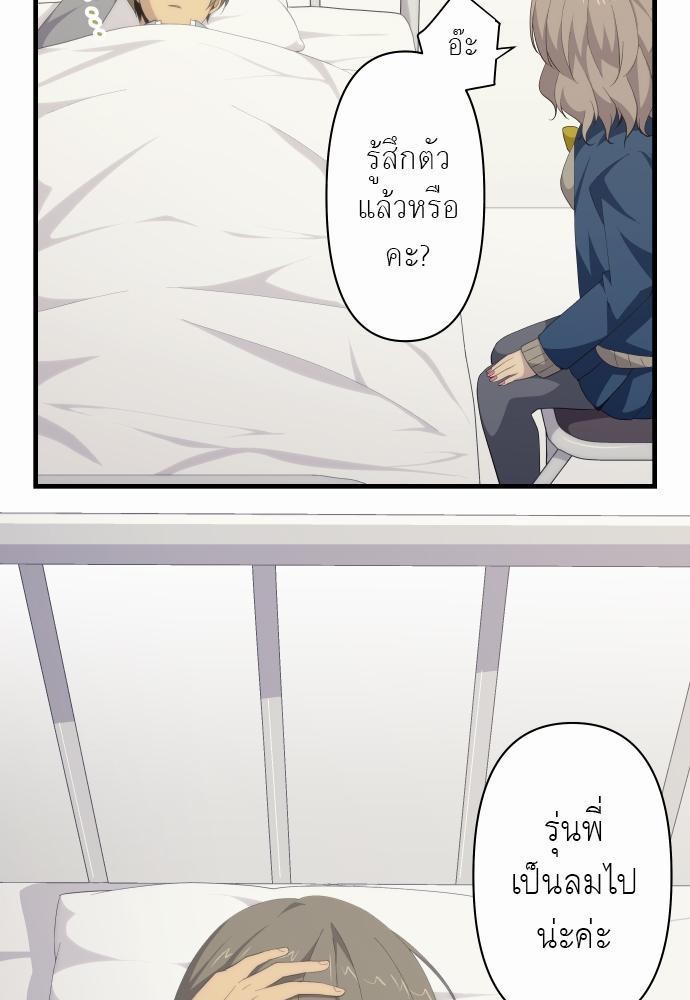 อ๊ะ
รู้สึกตัว
แล้วหรือ
คะ?
รุ่นพี่
เป็นลมไป
น่ะค่ะ